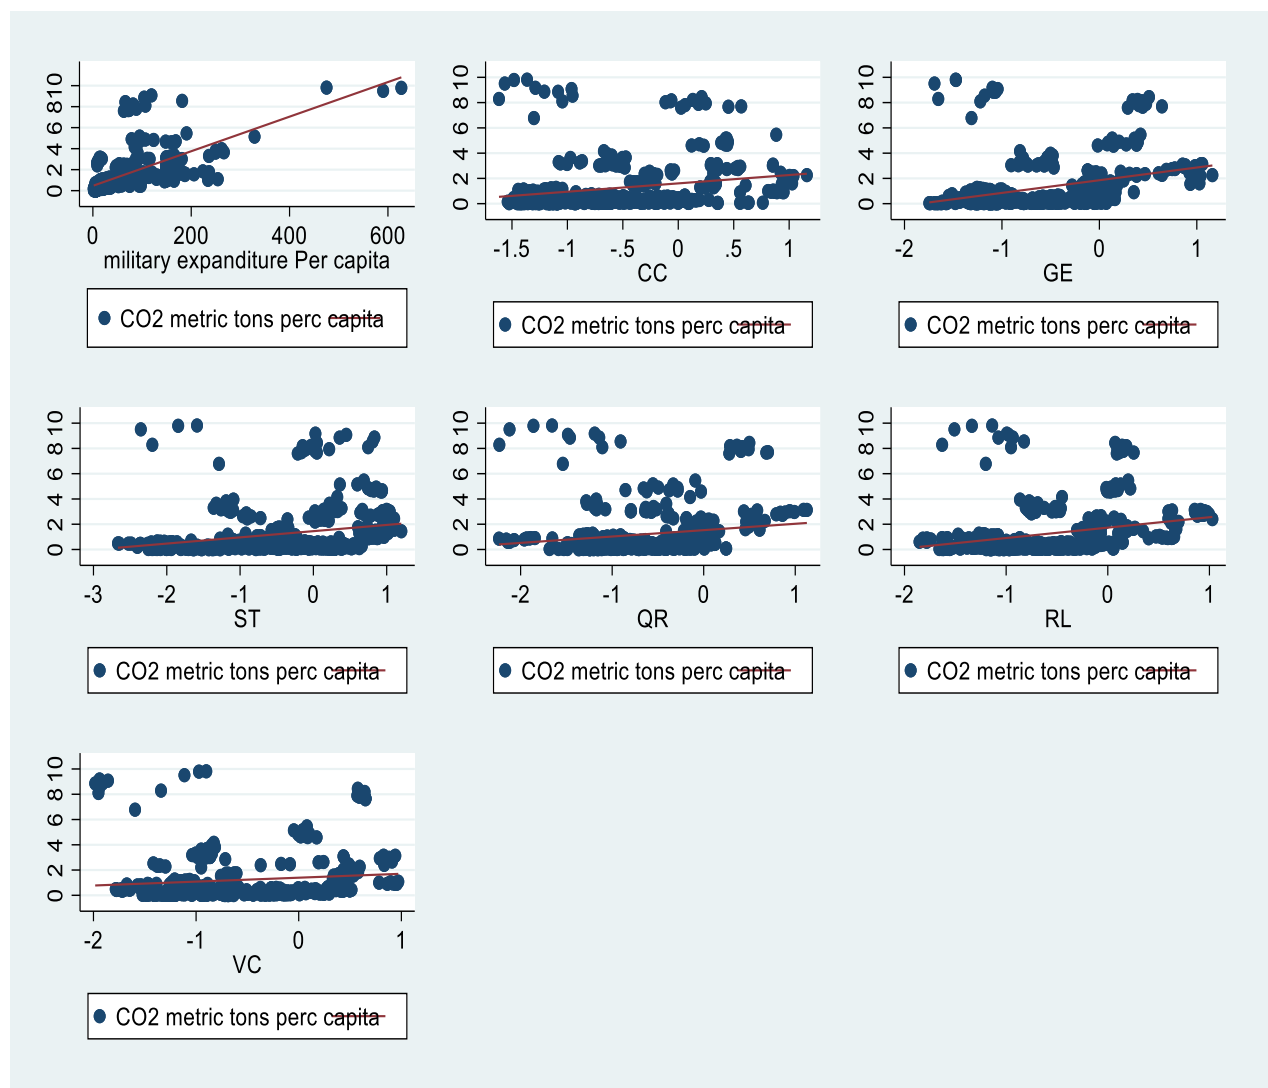 0 2 4 6 8 10
0 200 400 600
military expanditure Per capita
CO2 metric tons perc capita
0 2 4 6 8 10
-1.5 -1 -.5 0 .5 1
CC
CO2 metric tons perc capita
0 2 4 6 8 10
-2 -1 0 1
GE
CO2 metric tons perc capita
0 2 4 6 8 10
-3 -2 -1 0 1
ST
CO2 metric tons perc capita
0 2 4 6 8 10
-2 -1 0 1
QR
CO2 metric tons perc capita
0 2 4 6 8 10
-2 -1 0 1
RL
CO2 metric tons perc capita
0 2 4 6 8 10
-2 -1 0 1
VC
CO2 metric tons perc capita